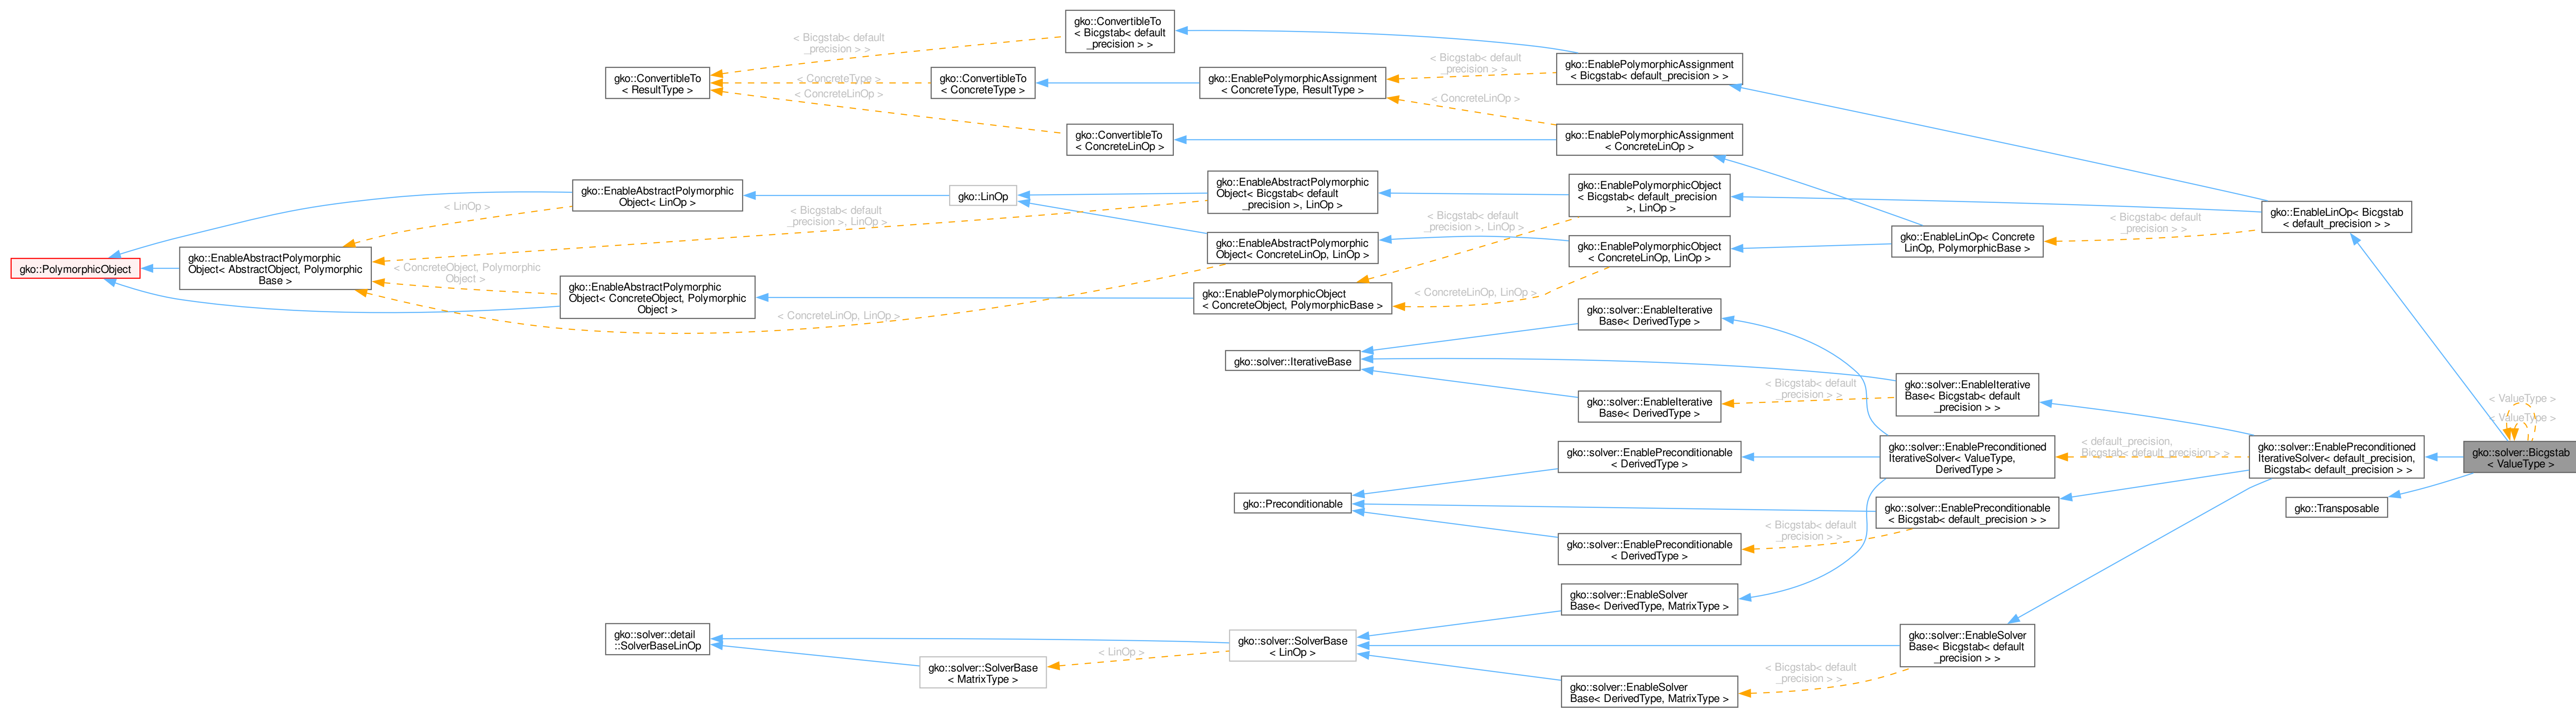 gko::ConvertibleTo
< Bicgstab< default
_precision > >
< Bicgstab< default
_precision > >
gko::ConvertibleTo
< ResultType >
< ConcreteType >
< ConcreteLinOp >
gko::ConvertibleTo
< ConcreteType >
gko::EnablePolymorphicAssignment
< ConcreteType, ResultType >
< Bicgstab< default
_precision > >
< ConcreteLinOp >
gko::EnablePolymorphicAssignment
< Bicgstab< default_precision > >
gko::ConvertibleTo
< ConcreteLinOp >
gko::EnablePolymorphicAssignment
< ConcreteLinOp >
gko::EnableAbstractPolymorphic
Object< LinOp >
gko::LinOp
gko::EnableAbstractPolymorphic
Object< Bicgstab< default
_precision >, LinOp >
gko::EnablePolymorphicObject
< Bicgstab< default_precision
>, LinOp >
< LinOp >
< Bicgstab< default
_precision >, LinOp >
< Bicgstab< default
_precision >, LinOp >
gko::EnableLinOp< Bicgstab
< default_precision > >
< Bicgstab< default
_precision > >
gko::EnableLinOp< Concrete
LinOp, PolymorphicBase >
gko::EnableAbstractPolymorphic
Object< ConcreteLinOp, LinOp >
gko::EnablePolymorphicObject
< ConcreteLinOp, LinOp >
gko::PolymorphicObject
gko::EnableAbstractPolymorphic
Object< AbstractObject, Polymorphic
Base >
< ConcreteObject, Polymorphic
Object >
gko::EnableAbstractPolymorphic
Object< ConcreteObject, Polymorphic
Object >
< ConcreteLinOp, LinOp >
gko::EnablePolymorphicObject
< ConcreteObject, PolymorphicBase >
< ConcreteLinOp, LinOp >
gko::solver::EnableIterative
Base< DerivedType >
gko::solver::IterativeBase
gko::solver::EnableIterative
Base< DerivedType >
< Bicgstab< default
_precision > >
gko::solver::EnableIterative
Base< Bicgstab< default
_precision > >
< ValueType >
< ValueType >
gko::solver::Bicgstab
< ValueType >
gko::solver::EnablePreconditionable
< DerivedType >
gko::solver::EnablePreconditioned
IterativeSolver< ValueType,
DerivedType >
< default_precision,
Bicgstab< default_precision > >
gko::solver::EnablePreconditioned
IterativeSolver< default_precision,
Bicgstab< default_precision > >
gko::Transposable
gko::Preconditionable
gko::solver::EnablePreconditionable
< Bicgstab< default_precision > >
gko::solver::EnablePreconditionable
< DerivedType >
< Bicgstab< default
_precision > >
gko::solver::EnableSolver
Base< DerivedType, MatrixType >
gko::solver::detail
::SolverBaseLinOp
gko::solver::SolverBase
< MatrixType >
< LinOp >
gko::solver::SolverBase
< LinOp >
gko::solver::EnableSolver
Base< Bicgstab< default
_precision > >
< Bicgstab< default
_precision > >
gko::solver::EnableSolver
Base< DerivedType, MatrixType >